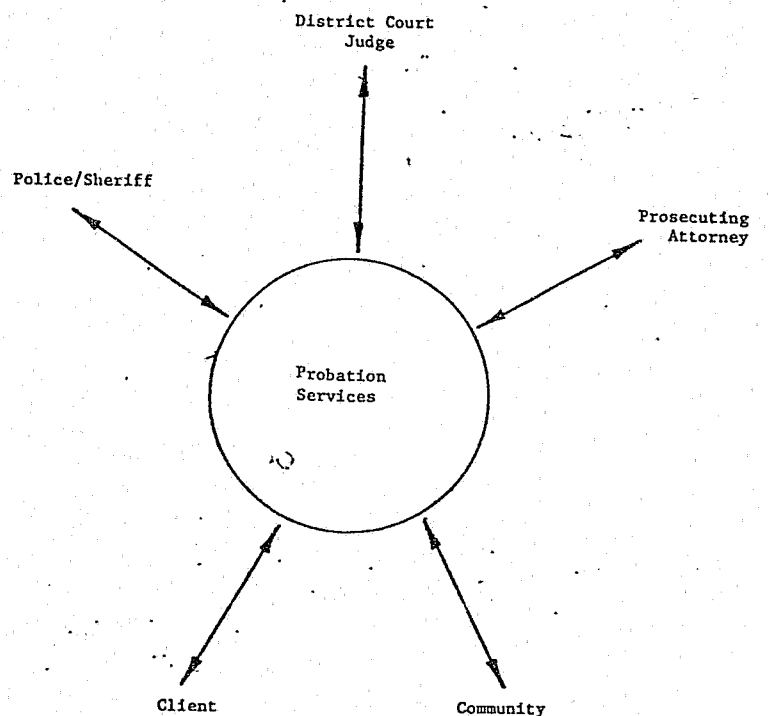 District Court
Judge
Police/Sheriff
Prosecuting
Attorney
Probation
Services
Client
Community